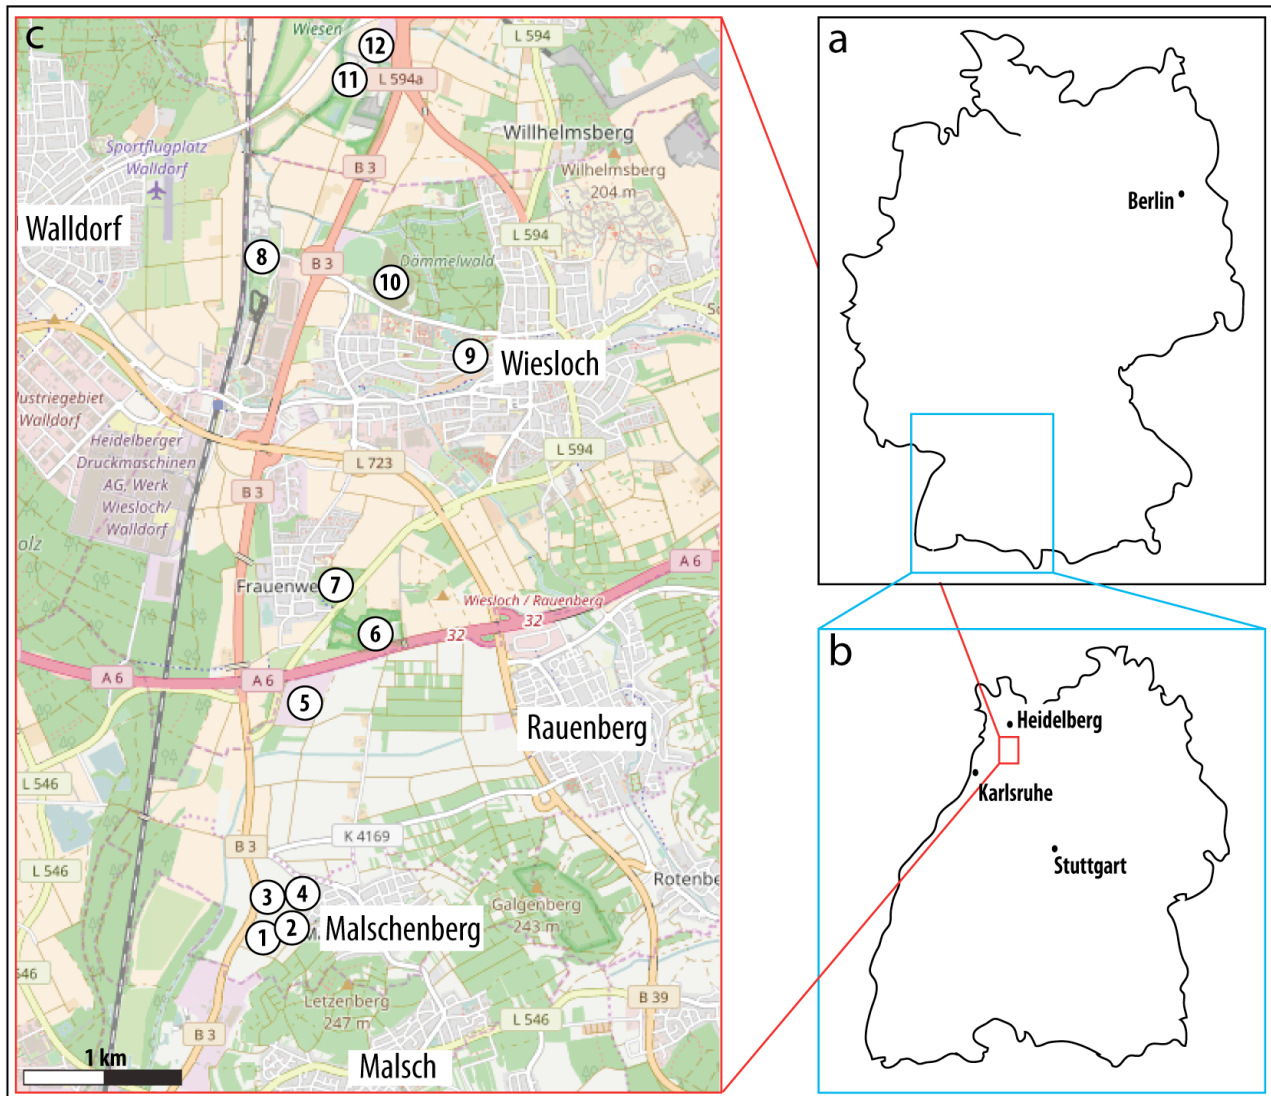 c
Wiesen
12
L 594
11
L 594a
Willhelmsberg
B 3
Sportflugplatz
Walldorf
Wilhelmsberg
204 m
Walldorf
L 594
8
B 3
Dämmelwald
10
9
Wiesloch
ustriegebiet
Walldorf
Heidelberger
Druckmaschinen
AG, Werk
Wiesloch/
Walldorf
L 594
L 723
B 3
olz
A 6
Frauenwe
7
Wiesloch / Rauenberg
32
32
6
A 6
A 6
5
Rauenberg
L 546
K 4169
B 3
L 546
Rotenbe
3
4
Galgenberg
243 m
1
2
M
Malschenberg
546
Letzenberg
247 m
B 39
L 546
B 3
1 km
Malsch
a
Berlin
b
Heidelberg
Karlsruhe
Stuttgart